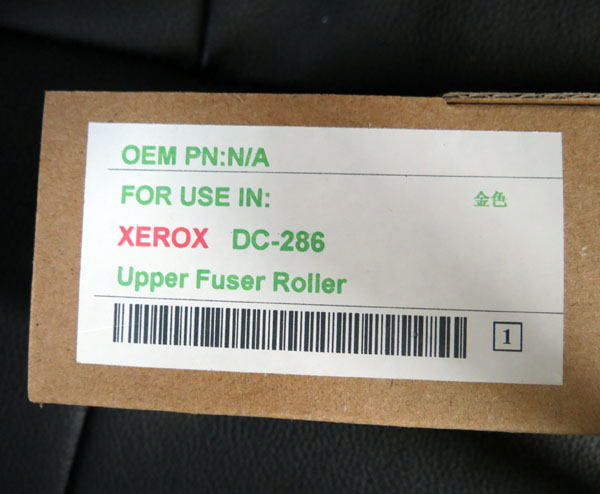 OEM PN:N/A
FOR USE IN:
金色
XEROX DC-286
Upper Fuser Roller
1